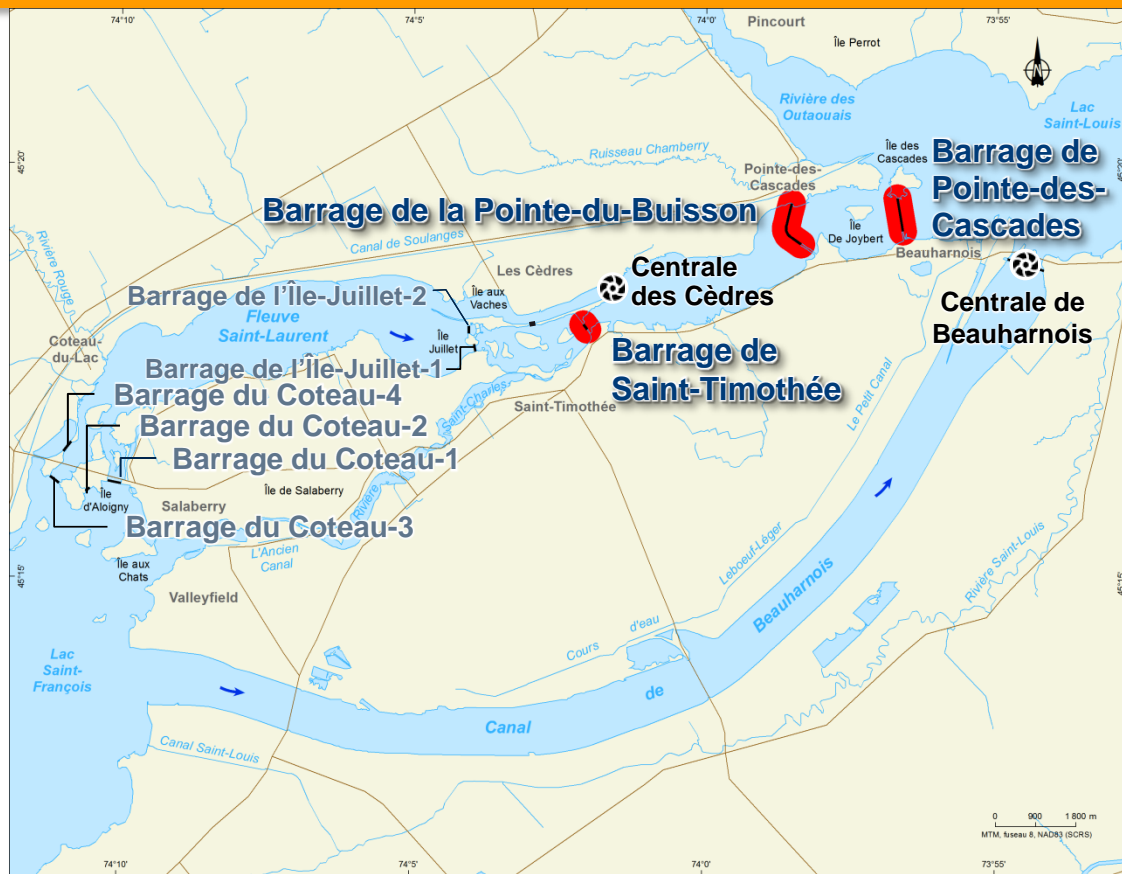 74°10'
74°5'
74°0'
73°55'
Pincourt
Île Perrot
N
Rivière des
Outaouais
Lac
Saint-Louis
45°20'
45°20'
Ruisseau Chamberry
Île des
Cascades
Pointe-des-
Cascades
Barrage de
Pointe-des-
Cascades
Barrage de la Pointe-du-Buisson
Île
De Joybert
Beauharnois
Canal de Soulanges
Rivière Rouge
Les Cèdres
Centrale
des Cèdres
Centrale de
Beauharnois
Barrage de l'Île-Juillet-2
Île aux
Vaches
Fleuve
Saint-Laurent
Île
Juillet
Coteau-
du-Lac
Barrage de l'Île-Juillet-1
Barrage de
Saint-Timothée
Barrage du Coteau-4
Saint-Charles
Saint-Timothée
Le Petit Canal
Barrage du Coteau-2
Barrage du Coteau-1
Île
d'Aloigny
Salaberry
Île de Salaberry
Rivière
Barrage du Coteau-3
L'Ancien
Canal
Île aux
Chats
45°15'
45°15'
Leboeuf-Léger
Rivière Saint-Louis
Valleyfield
Beauharnois
d'eau
Cours
Lac
Saint-
François
de
Canal
Canal Saint-Louis
0 900 1 800 m
MTM, fuseau 8, NAD83 (SCRS)
74°10'
74°5'
74°0'
73°55'